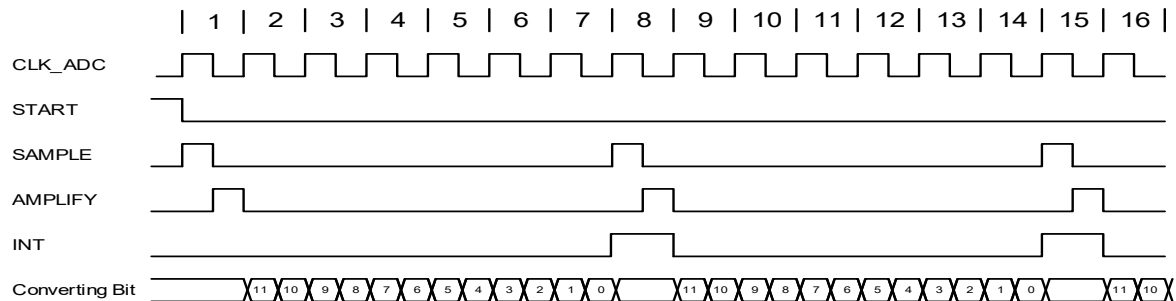 | 1 | 2 | 3 | 4 | 5 | 6 | 7 | 8 | 9 | 10 | 11 | 12 | 13 | 14 | 15 | 16
CLK_ADC
START
SAMPLE
AMPLIFY
INT
Converting Bit 11 10 9 8 7 6 5 4 3 2 1 0 11 10 9 8 7 6 5 4 3 2 1 0 11 10